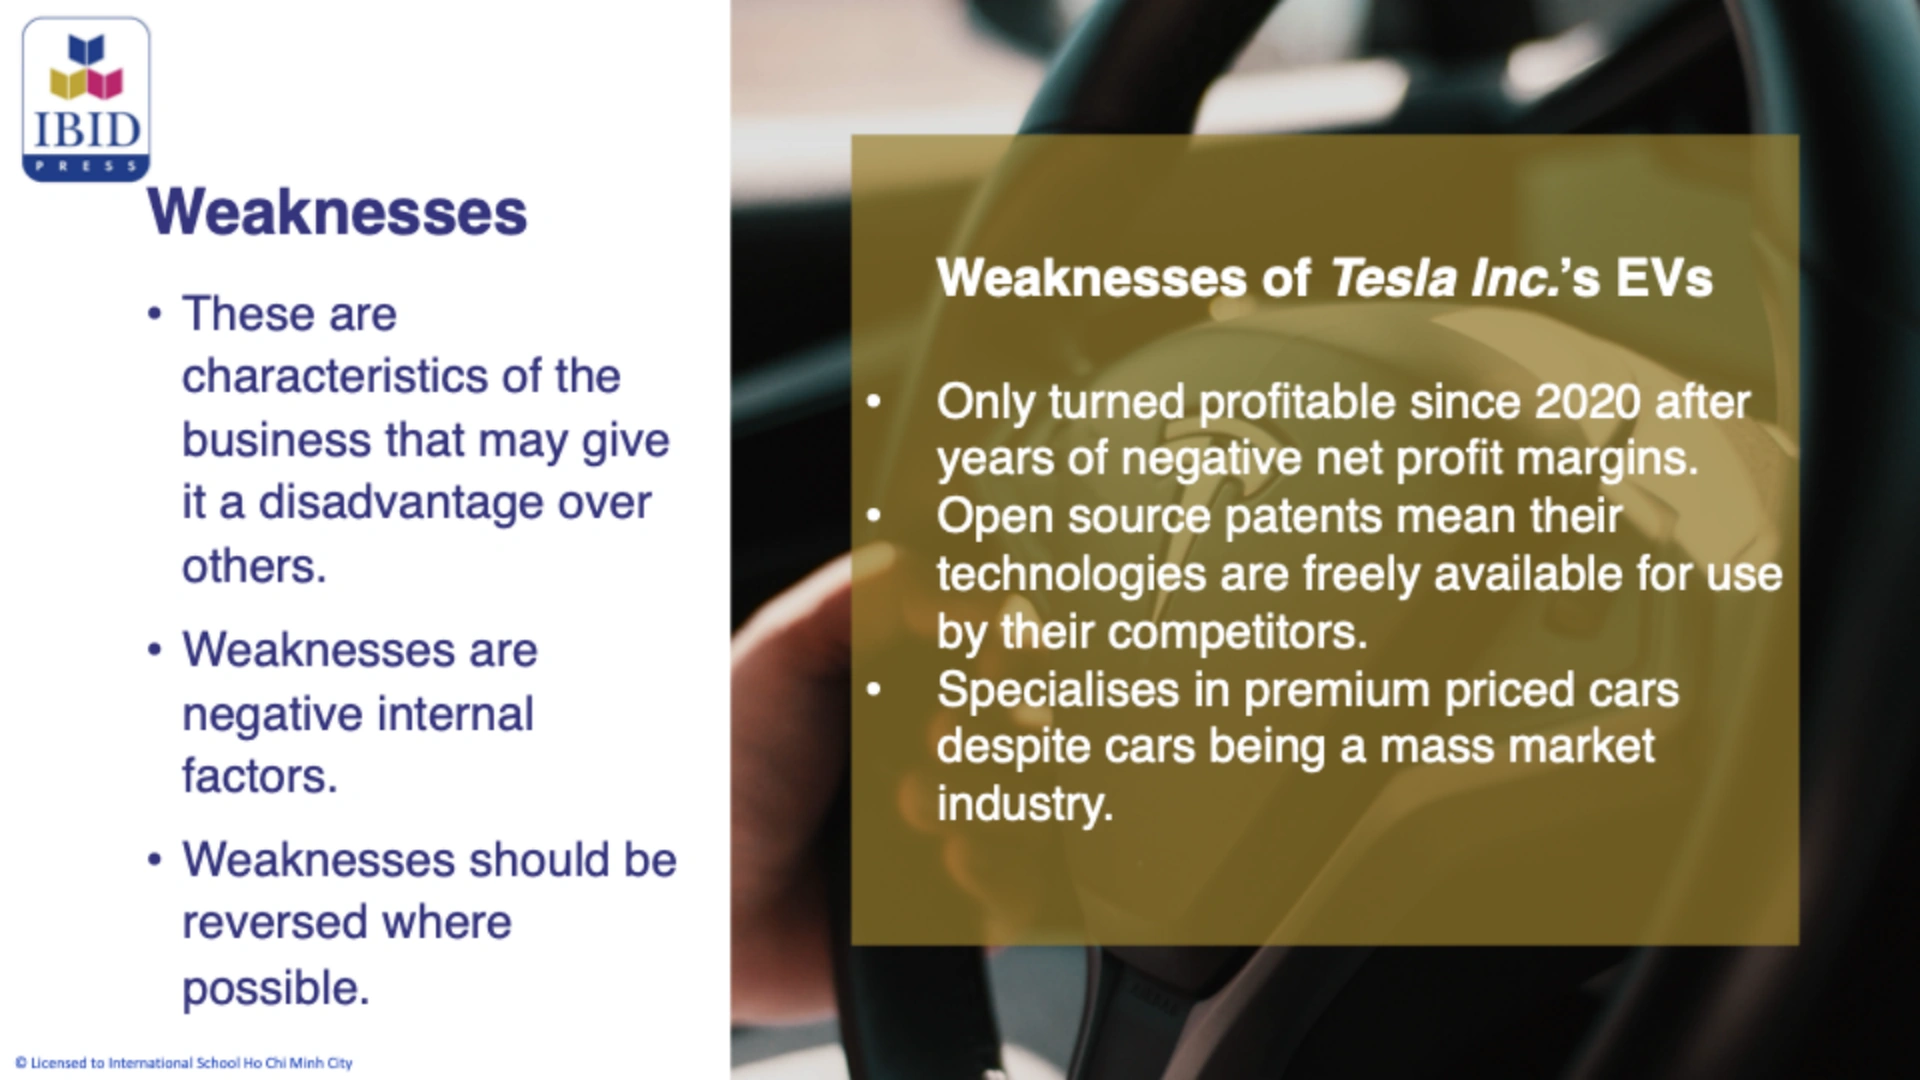 IBID
PRESS
Weaknesses
• These are
characteristics of the
business that may give
it a disadvantage over
others.
• Weaknesses are
negative internal
factors.
• Weaknesses should be
reversed where
possible.
Weaknesses of Tesla Inc.’s EVs
• Only turned profitable since 2020 after
years of negative net profit margins.
• Open source patents mean their
technologies are freely available for use
by their competitors.
• Specialises in premium priced cars
despite cars being a mass market
industry.
© Licensed to International School Ho Chi Minh City